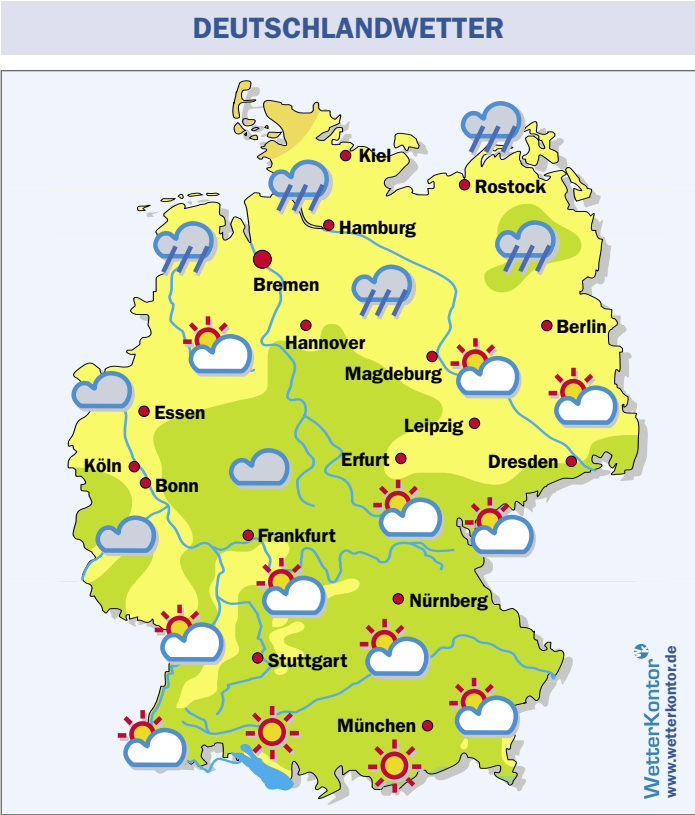 DEUTSCHLANDWETTER
Kiel
Rostock
Hamburg
Bremen
Hannover
Berlin
Magdeburg
Essen
Leipzig
Köln
Erfurt
Dresden
Bonn
Frankfurt
Nürnberg
Stuttgart
München
WetterKontor
www.wetterkontor.de